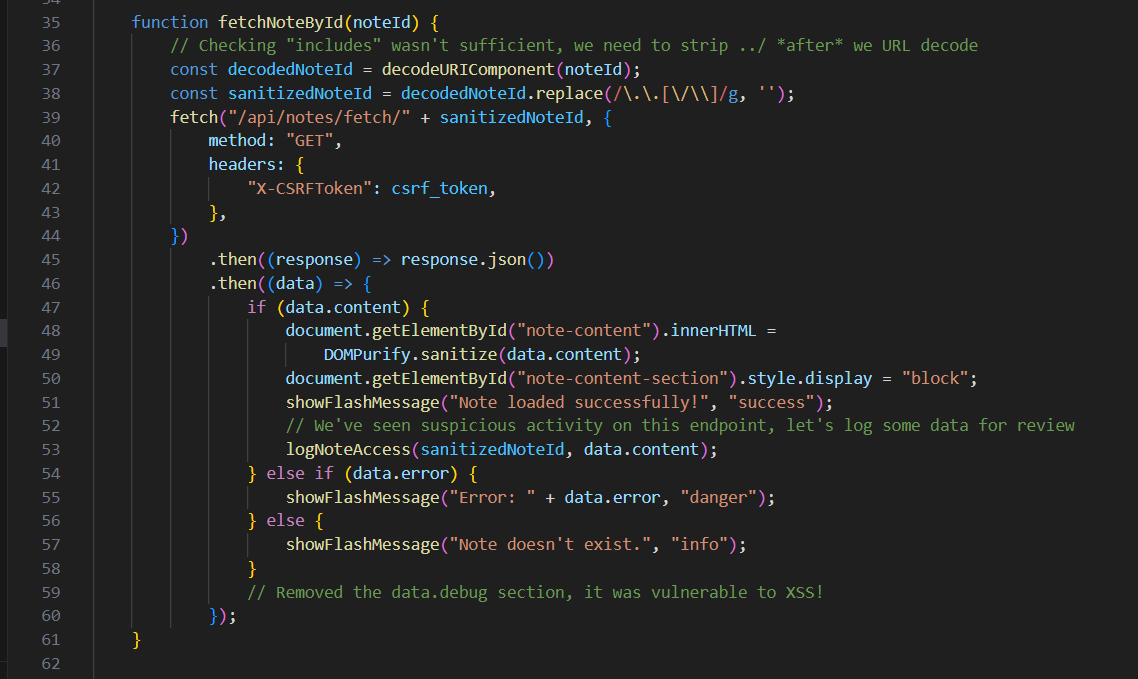 35 function fetchNoteById(noteId) {
36 // Checking "includes" wasn't sufficient, we need to strip ../ *after* we URL decode
37 const decodedNoteId = decodeURIComponent(noteId);
38 const sanitizedNoteId = decodedNoteId.replace(/\.\.[\/\\]/g, '');
39 fetch("/api/notes/fetch/" + sanitizedNoteId, {
40 method: "GET",
41 headers: {
42 "X-CSRFToken": csrf_token,
43 },
44 })
45 .then((response) => response.json())
46 .then((data) => {
47 if (data.content) {
48 document.getElementById("note-content").innerHTML =
49 DOMPurify.sanitize(data.content);
50 document.getElementById("note-content-section").style.display = "block";
51 showFlashMessage("Note loaded successfully!", "success");
52 // We've seen suspicious activity on this endpoint, let's log some data for review
53 logNoteAccess(sanitizedNoteId, data.content);
54 } else if (data.error) {
55 showFlashMessage("Error: " + data.error, "danger");
56 } else {
57 showFlashMessage("Note doesn't exist.", "info");
58 }
59 // Removed the data.debug section, it was vulnerable to XSS!
60 });
61 }
62